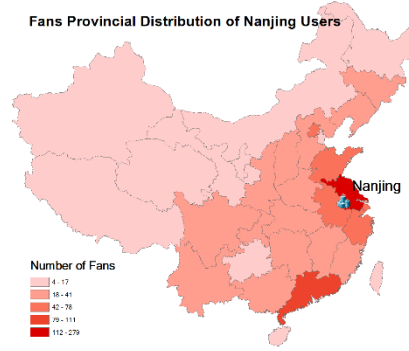 Fans Provincial Distribution of Nanjing Users
Nanjing
Number of Fans
4 - 17
18 - 41
42 - 78
79 - 111
112 - 279